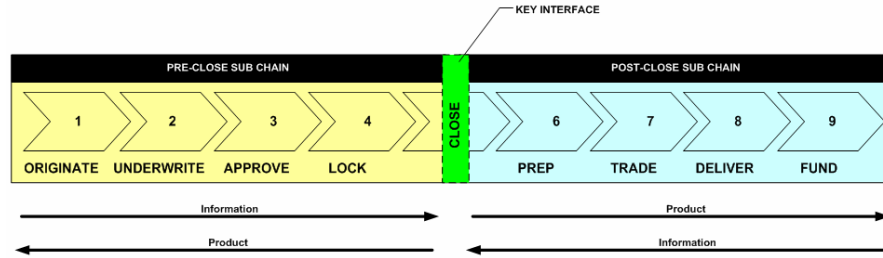 KEY INTERFACE
PRE-CLOSE SUB CHAIN
POST-CLOSE SUB CHAIN
1 2 3 4
CLOSE
6 7 8 9
ORIGINATE UNDERWRITE APPROVE LOCK
PREP TRADE DELIVER FUND
Information
Product
Product
Information